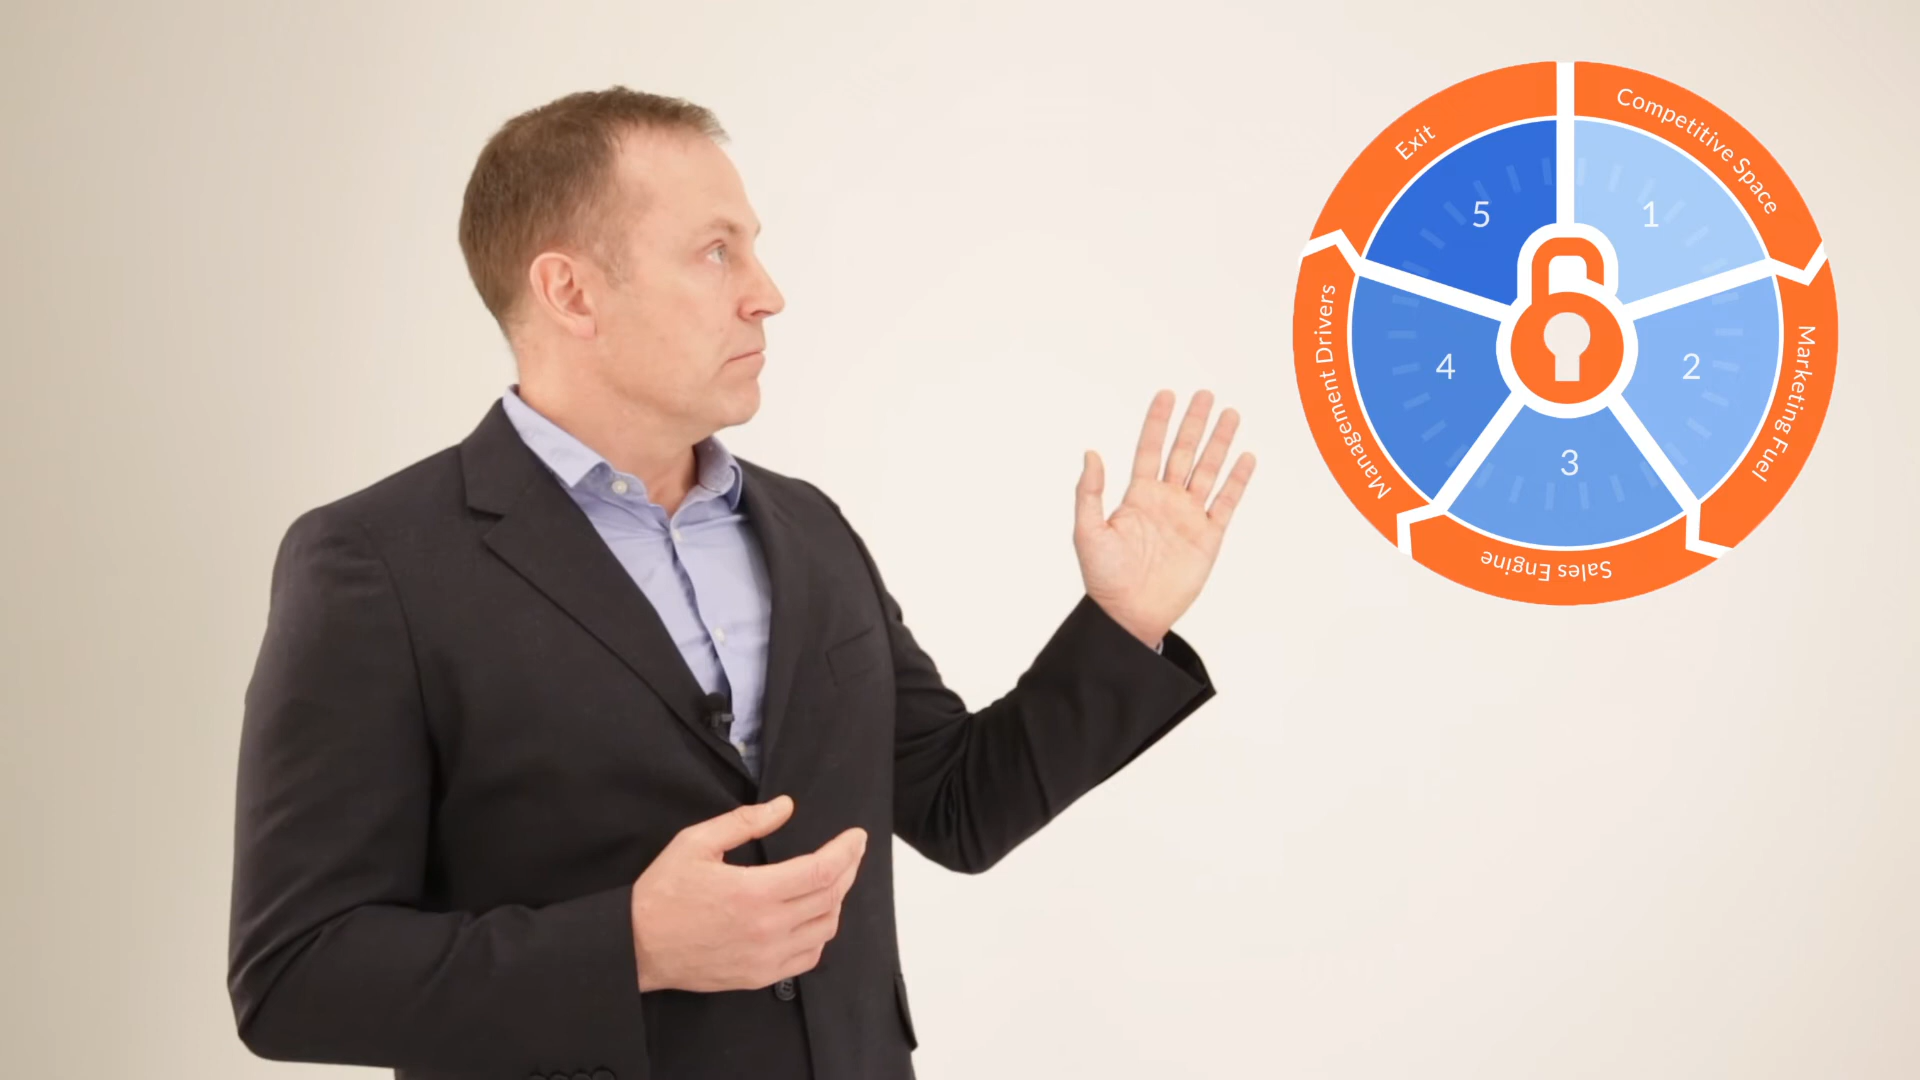 Competitive Space
1
Marketing Fuel
2
Sales Engine
3
Management Drivers
4
Exit
5